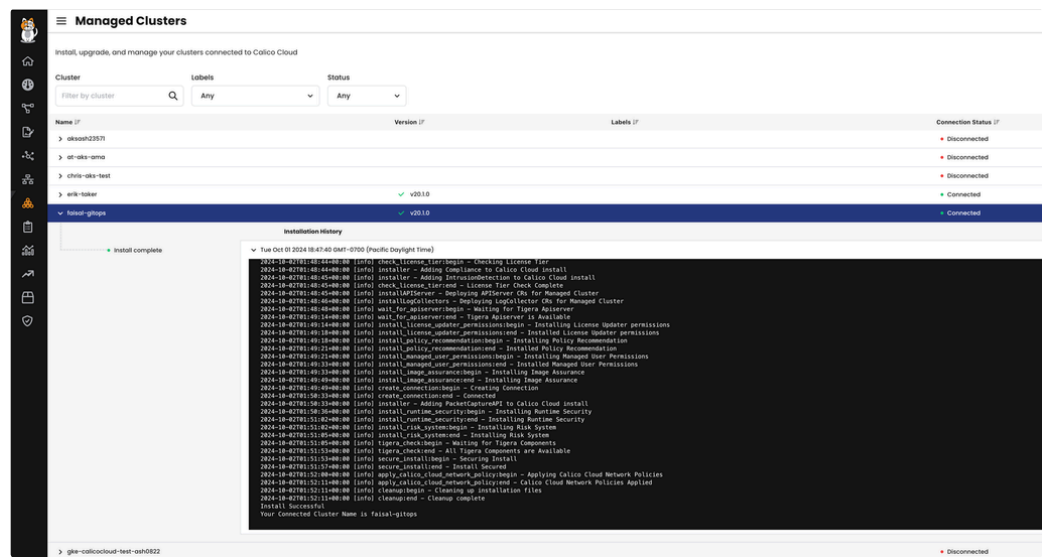 Managed Clusters
Install, upgrade, and manage your clusters connected to Calico Cloud
Cluster Labels Status
Filter by cluster Any Any
Name Version Labels Connection Status
aksash23571 Disconnected
at-aks-ama Disconnected
chris-aks-test Disconnected
erik-taker v20.1.0 Connected
faisal-gitops v20.1.0 Connected
Installation History
Install complete
Tue Oct 01 2024 18:47:40 GMT-0700 (Pacific Daylight Time)
2024-10-02T01:48:44+00:00 [info] check_license_tier:begin - Checking License Tier
2024-10-02T01:48:44+00:00 [info] installer - Adding Compliance to Calico Cloud install
2024-10-02T01:48:45+00:00 [info] installer - Adding IntrusionDetection to Calico Cloud install
2024-10-02T01:48:45+00:00 [info] check_license_tier:end - License Tier Check Complete
2024-10-02T01:48:45+00:00 [info] installAPIServer - Deploying APIServer CRs for Managed Cluster
2024-10-02T01:48:46+00:00 [info] installLogCollectors - Deploying LogCollector CRs for Managed Cluster
2024-10-02T01:48:48+00:00 [info] wait_for_apiserver:begin - Waiting for Tigera Apiserver
2024-10-02T01:49:14+00:00 [info] wait_for_apiserver:end - Tigera Apiserver is Available
2024-10-02T01:49:14+00:00 [info] install_license_updater_permissions:begin - Installing License Updater permissions
2024-10-02T01:49:18+00:00 [info] install_license_updater_permissions:end - Installed License Updater permissions
2024-10-02T01:49:18+00:00 [info] install_policy_recommendation:begin - Installing Policy Recommendation
2024-10-02T01:49:21+00:00 [info] install_policy_recommendation:end - Installed Policy Recommendation
2024-10-02T01:49:21+00:00 [info] install_managed_user_permissions:begin - Installing Managed User Permissions
2024-10-02T01:49:33+00:00 [info] install_managed_user_permissions:end - Installed Managed User Permissions
2024-10-02T01:49:33+00:00 [info] install_image_assurance:begin - Installing Image Assurance
2024-10-02T01:49:49+00:00 [info] install_image_assurance:end - Installing Image Assurance
2024-10-02T01:49:49+00:00 [info] create_connection:begin - Creating Connection
2024-10-02T01:50:33+00:00 [info] create_connection:end - Connected
2024-10-02T01:50:33+00:00 [info] installer - Adding PacketCaptureAPI to Calico Cloud install
2024-10-02T01:50:36+00:00 [info] install_runtime_security:begin - Installing Runtime Security
2024-10-02T01:51:02+00:00 [info] install_runtime_security:end - Installing Runtime Security
2024-10-02T01:51:02+00:00 [info] install_risk_system:begin - Installing Risk System
2024-10-02T01:51:05+00:00 [info] install_risk_system:end - Installing Risk System
2024-10-02T01:51:05+00:00 [info] tigera_check:begin - Waiting for Tigera Components
2024-10-02T01:51:53+00:00 [info] tigera_check:end - All Tigera Components are Available
2024-10-02T01:51:53+00:00 [info] secure_install:begin - Securing Install
2024-10-02T01:51:57+00:00 [info] secure_install:end - Install Secured
2024-10-02T01:52:00+00:00 [info] apply_calico_cloud_network_policy:begin - Applying Calico Cloud Network Policies
2024-10-02T01:52:11+00:00 [info] apply_calico_cloud_network_policy:end - Calico Cloud Network Policies Applied
2024-10-02T01:52:11+00:00 [info] cleanup:begin - Cleaning up installation files
2024-10-02T01:52:11+00:00 [info] cleanup:end - Cleanup complete
Install Successful
Your Connected Cluster Name is faisal-gitops
gke-calicocloud-test-ash0822 Disconnected